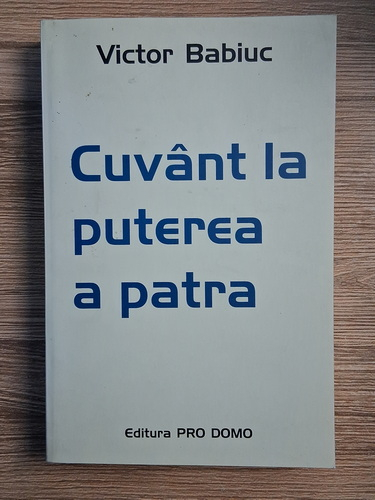 Victor Babiuc
Cuvânt la
puterea
a patra
Editura PRO DOMO